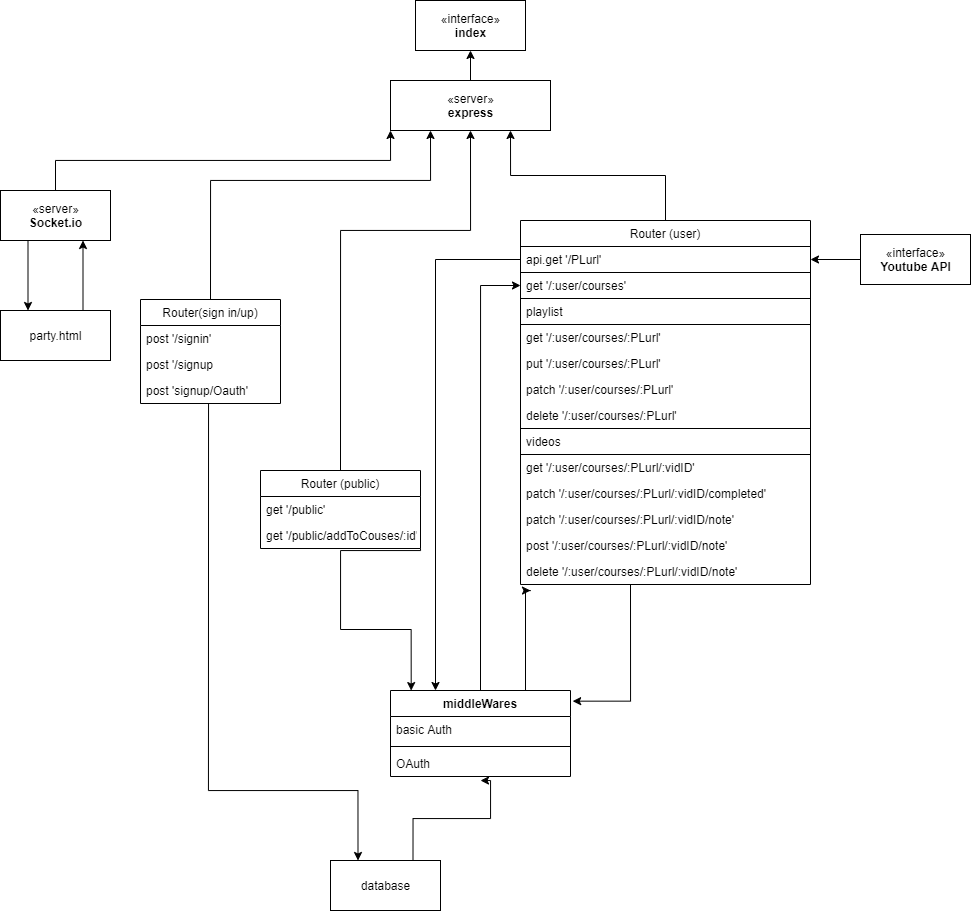 «interface»
index
«server»
express
«server»
Socket.io
party.html
Router(sign in/up)
post '/signin'
post '/signup
post 'signup/Oauth'
Router (public)
get '/public'
get '/public/addToCouses/:id'
Router (user)
api.get '/PLurl'
get '/:user/courses'
playlist
get '/:user/courses/:PLurl'
put '/:user/courses/:PLurl'
patch '/:user/courses/:PLurl'
delete '/:user/courses/:PLurl'
videos
get '/:user/courses/:PLurl/:vidID'
patch '/:user/courses/:PLurl/:vidID/completed'
patch '/:user/courses/:PLurl/:vidID/note'
post '/:user/courses/:PLurl/:vidID/note'
delete '/:user/courses/:PLurl/:vidID/note'
«interface»
Youtube API
middleWares
basic Auth
OAuth
database